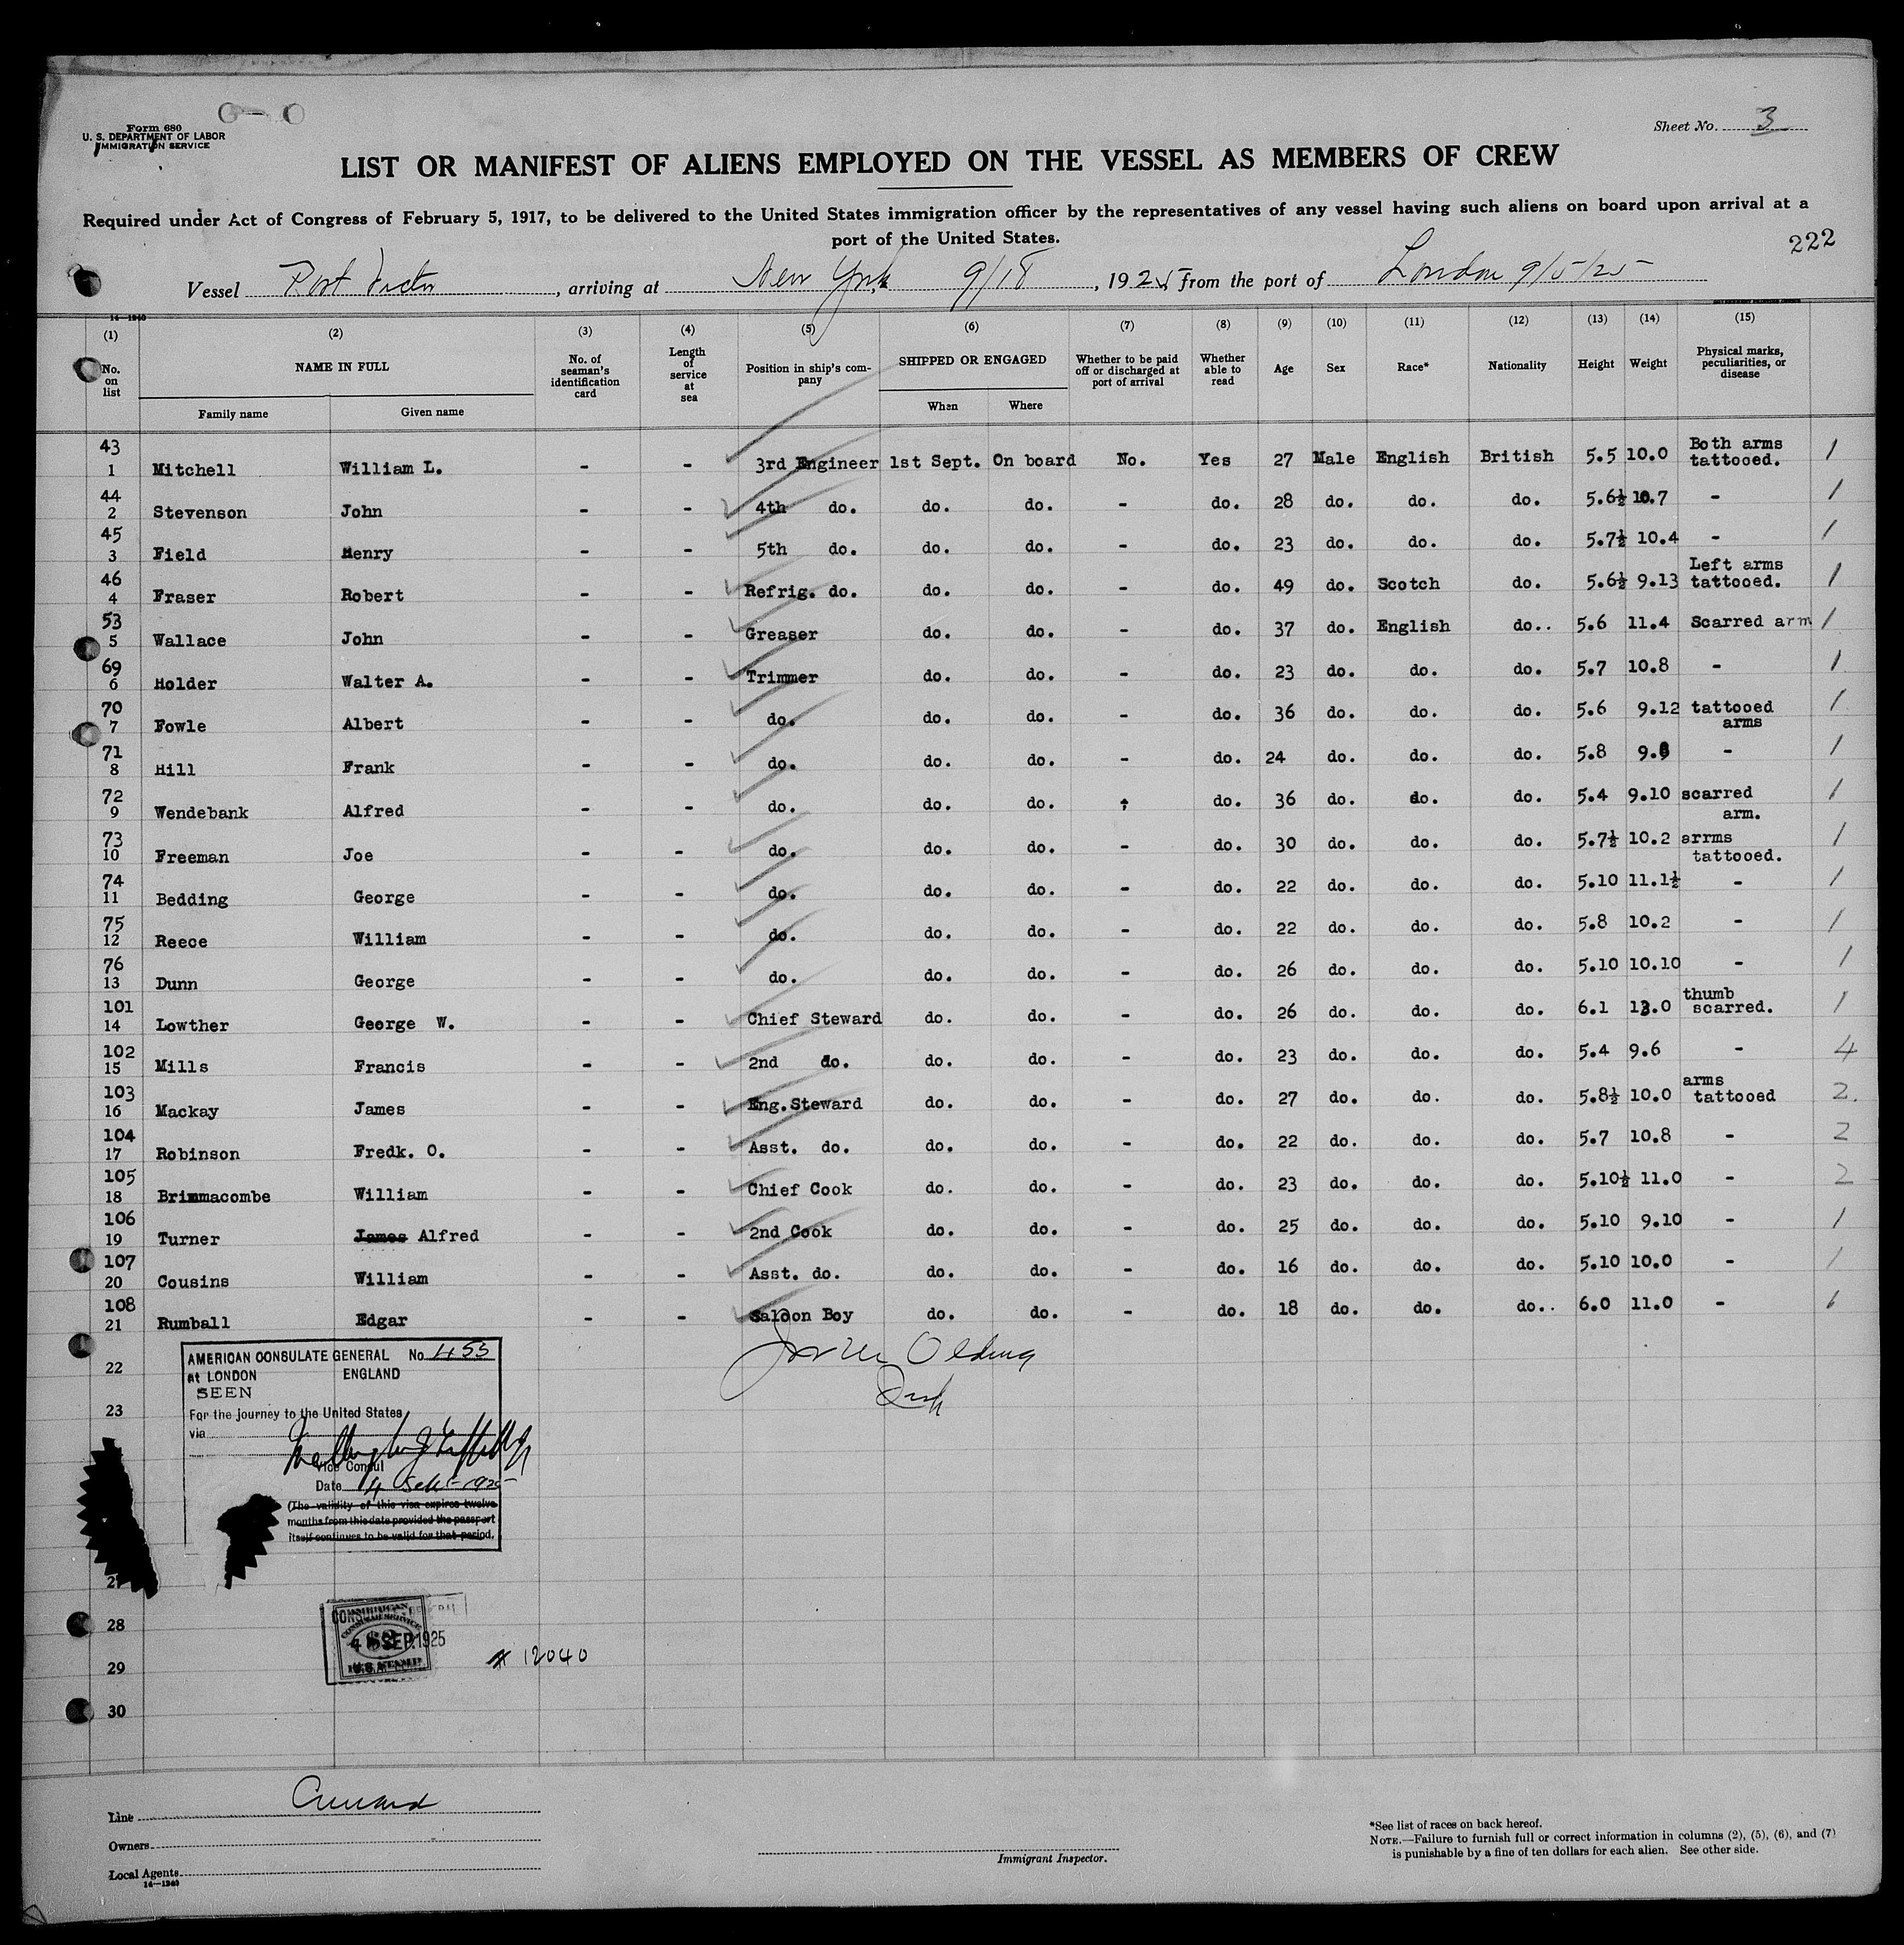 Form 680
U. S. DEPARTMENT OF LABOR
IMMIGRATION SERVICE
Sheet No. 3
LIST OR MANIFEST OF ALIENS EMPLOYED ON THE VESSEL AS MEMBERS OF CREW
Required under Act of Congress of February 5, 1917, to be delivered to the United States immigration officer by the representatives of any vessel having such aliens on board upon arrival at a
port of the United States.
222
Vessel Port Victor, arriving at New York 9/18, 1925 from the port of London 9/5/25
14—1940
(1) (2) (3) (4) (5) (6) (7) (8) (9) (10) (11) (12) (13) (14) (15)
No. on list NAME IN FULL No. of seaman's identification card Length of service at sea Position in ship's company SHIPPED OR ENGAGED Whether to be paid off or discharged at port of arrival Whether able to read Age Sex Race* Nationality Height Weight Physical marks, peculiarities, or disease
Family name Given name When Where
43 1 Mitchell William L. - - 3rd Engineer 1st Sept. On board No. Yes 27 Male English British 5.5 10.0 Both arms tattooed. 1
44 2 Stevenson John - - 4th do. do. do. - do. 28 do. do. do. 5.6½ 10.7 - 1
45 3 Field Henry - - 5th do. do. do. - do. 23 do. do. do. 5.7½ 10.4 - 1
46 4 Fraser Robert - - Refrig. do. do. do. - do. 49 do. Scotch do. 5.6½ 9.13 Left arms tattooed. 1
53 5 Wallace John - - Greaser do. do. - do. 37 do. English do.. 5.6 11.4 Scarred arm 1
69 6 Holder Walter A. - - Trimmer do. do. - do. 23 do. do. do. 5.7 10.8 - 1
70 7 Fowle Albert - - do. do. do. - do. 36 do. do. do. 5.6 9.12 tattooed arms 1
71 8 Hill Frank - - do. do. do. - do. 24 do. do. do. 5.8 9. - 1
72 9 Wendebank Alfred - - do. do. do. - do. 36 do. do. do. 5.4 9.10 scarred arm. 1
73 10 Freeman Joe - - do. do. do. - do. 30 do. do. do. 5.7½ 10.2 arrms tattooed. 1
74 11 Bedding George - - do. do. do. - do. 22 do. do. do. 5.10 11.1½ - 1
75 12 Reece William - - do. do. do. - do. 22 do. do. do. 5.8 10.2 - 1
76 13 Dunn George - - do. do. do. - do. 26 do. do. do. 5.10 10.10 - 1
101 14 Lowther George W. - - Chief Steward do. do. - do. 26 do. do. do. 6.1 13.0 thumb scarred. 1
102 15 Mills Francis - - 2nd do. do. do. - do. 23 do. do. do. 5.4 9.6 - 4
103 16 Mackay James - - Eng.Steward do. do. - do. 27 do. do. do. 5.8½ 10.0 arms tattooed 2.
104 17 Robinson Fredk. O. - - Asst. do. do. do. - do. 22 do. do. do. 5.7 10.8 - 2
105 18 Brimmacombe William - - Chief Cook do. do. - do. 23 do. do. do. 5.10½ 11.0 - 2
106 19 Turner James Alfred - - 2nd Cook do. do. - do. 25 do. do. do. 5.10 9.10 - 1
107 20 Cousins William - - Asst. do. do. do. - do. 16 do. do. do. 5.10 10.0 - 1
108 21 Rumball Edgar - - Saloon Boy do. do. - do. 18 do. do. do.. 6.0 11.0 - 1
22
23
AMERICAN CONSULATE GENERAL No. 1155
at LONDON ENGLAND
SEEN
For the journey to the United States
via
Vice Consul
Date 4 Sept 1925
(The validity of this visa expires twelve
months from this date provided the passport
itself continues to be valid for that period.
28
4 SEP. 1925
# 12040
29
30
Line Cunard
Owners
Local Agents
14—1940
Immigrant Inspector.
*See list of races on back hereof.
NOTE.—Failure to furnish full or correct information in columns (2), (5), (6), and (7)
is punishable by a fine of ten dollars for each alien. See other side.